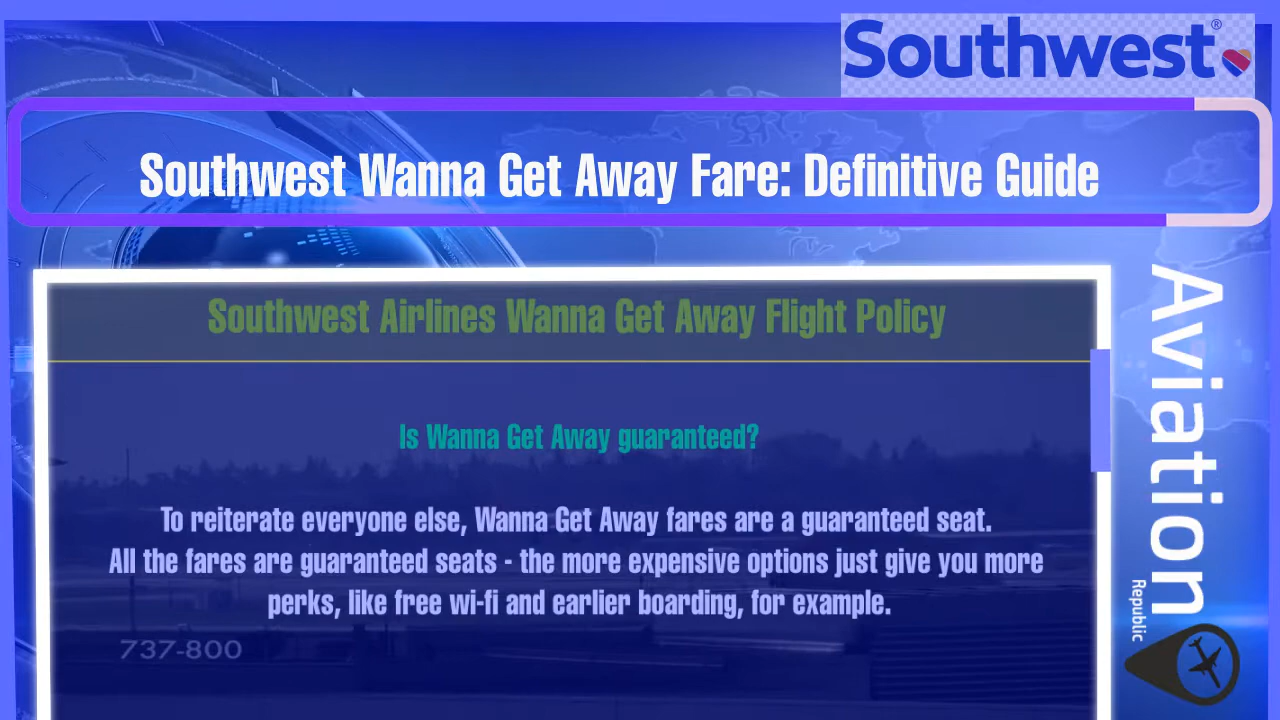 Southwest®
Southwest Wanna Get Away Fare: Definitive Guide
Southwest Airlines Wanna Get Away Flight Policy
Is Wanna Get Away guaranteed?
To reiterate everyone else, Wanna Get Away fares are a guaranteed seat.
All the fares are guaranteed seats - the more expensive options just give you more
perks, like free wi-fi and earlier boarding, for example.
737-800
Aviation
Republic